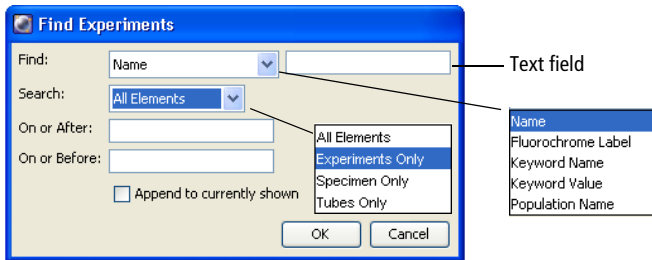 Find Experiments
Find:
Name
Text field
Search:
All Elements
On or After:
On or Before:
Append to currently shown
OK
Cancel
All Elements
Experiments Only
Specimen Only
Tubes Only
Name
Fluorochrome Label
Keyword Name
Keyword Value
Population Name